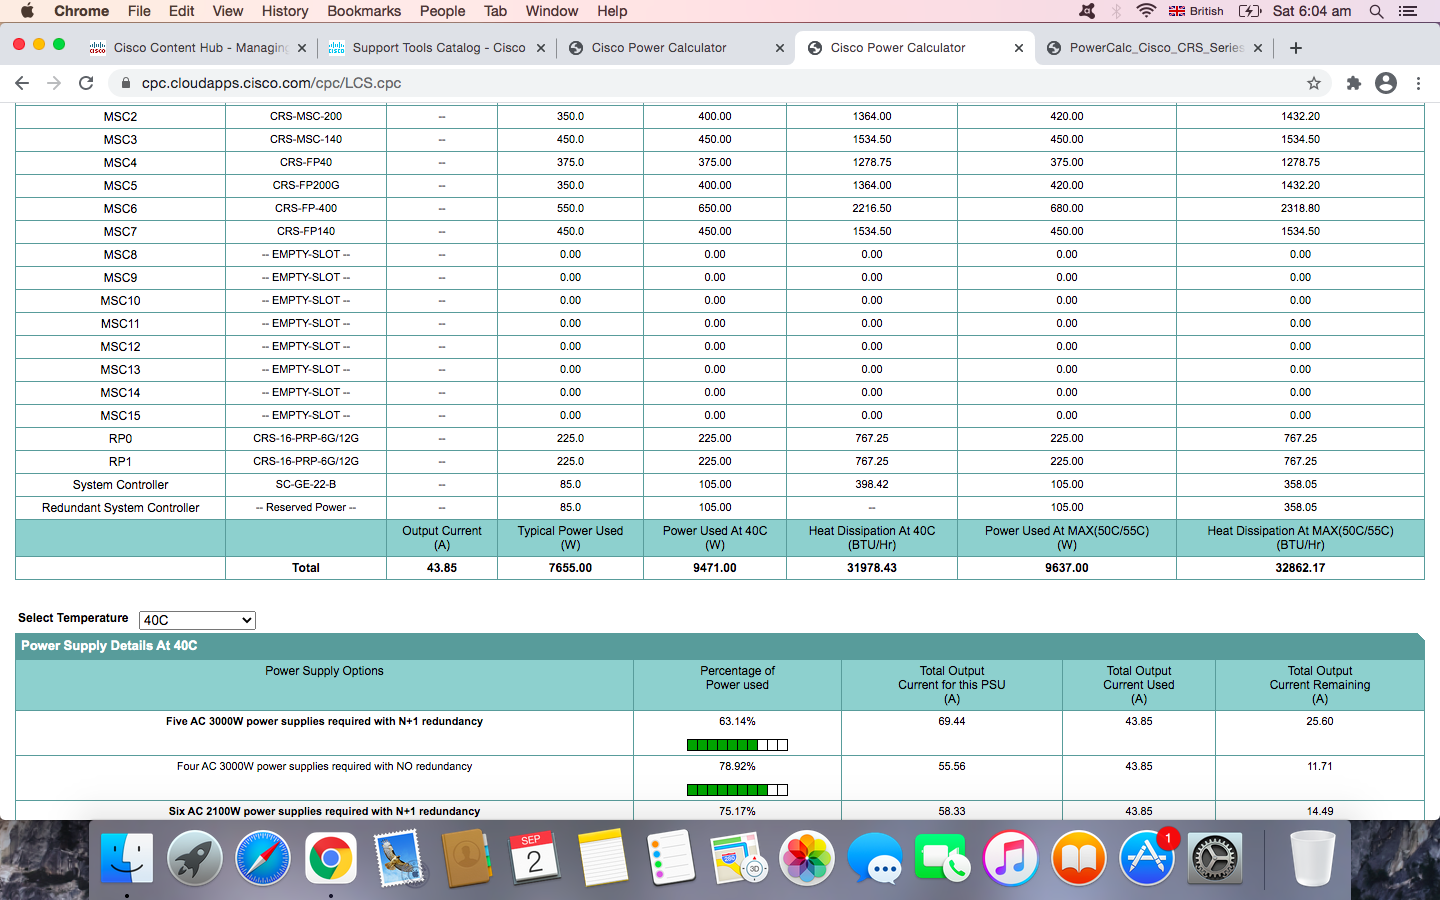 Chrome File Edit View History Bookmarks People Tab Window Help British Sat 6:04 am
Cisco Content Hub - Managing Support Tools Catalog - Cisco Cisco Power Calculator Cisco Power Calculator PowerCalc_Cisco_CRS_Series
cpc.cloudapps.cisco.com/cpc/LCS.cpc
MSC2 CRS-MSC-200 -- 350.0 400.00 1364.00 420.00 1432.20
MSC3 CRS-MSC-140 -- 450.0 450.00 1534.50 450.00 1534.50
MSC4 CRS-FP40 -- 375.0 375.00 1278.75 375.00 1278.75
MSC5 CRS-FP200G -- 350.0 400.00 1364.00 420.00 1432.20
MSC6 CRS-FP-400 -- 550.0 650.00 2216.50 680.00 2318.80
MSC7 CRS-FP140 -- 450.0 450.00 1534.50 450.00 1534.50
MSC8 -- EMPTY-SLOT -- -- 0.00 0.00 0.00 0.00 0.00
MSC9 -- EMPTY-SLOT -- -- 0.00 0.00 0.00 0.00 0.00
MSC10 -- EMPTY-SLOT -- -- 0.00 0.00 0.00 0.00 0.00
MSC11 -- EMPTY-SLOT -- -- 0.00 0.00 0.00 0.00 0.00
MSC12 -- EMPTY-SLOT -- -- 0.00 0.00 0.00 0.00 0.00
MSC13 -- EMPTY-SLOT -- -- 0.00 0.00 0.00 0.00 0.00
MSC14 -- EMPTY-SLOT -- -- 0.00 0.00 0.00 0.00 0.00
MSC15 -- EMPTY-SLOT -- -- 0.00 0.00 0.00 0.00 0.00
RP0 CRS-16-PRP-6G/12G -- 225.0 225.00 767.25 225.00 767.25
RP1 CRS-16-PRP-6G/12G -- 225.0 225.00 767.25 225.00 767.25
System Controller SC-GE-22-B -- 85.0 105.00 398.42 105.00 358.05
Redundant System Controller -- Reserved Power -- -- 85.0 105.00 -- 105.00 358.05
Output Current Typical Power Used Power Used At 40C Heat Dissipation At 40C Power Used At MAX(50C/55C) Heat Dissipation At MAX(50C/55C)
(A) (W) (W) (BTU/Hr) (W) (BTU/Hr)
Total 43.85 7655.00 9471.00 31978.43 9637.00 32862.17
Select Temperature 40C
Power Supply Details At 40C
Power Supply Options Percentage of Total Output Total Output Total Output
Power used Current for this PSU Current Used Current Remaining
(A) (A) (A)
Five AC 3000W power supplies required with N+1 redundancy 63.14% 69.44 43.85 25.60
Four AC 3000W power supplies required with NO redundancy 78.92% 55.56 43.85 11.71
Six AC 2100W power supplies required with N+1 redundancy 75.17% 58.33 43.85 14.49
SEP
2
280
3D
1